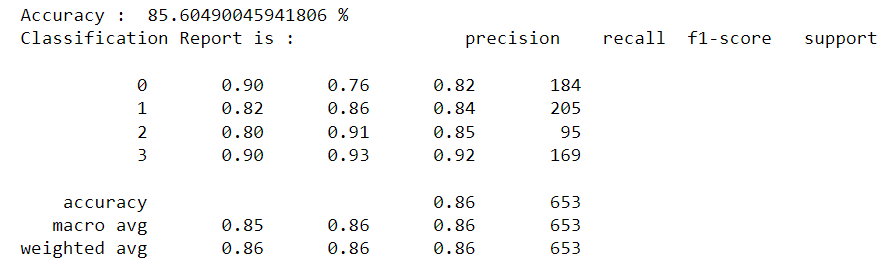 Accuracy :  85.60490045941806 %
Classification Report is :               precision    recall  f1-score   support

           0       0.90      0.76      0.82       184
           1       0.82      0.86      0.84       205
           2       0.80      0.91      0.85        95
           3       0.90      0.93      0.92       169

    accuracy                           0.86       653
   macro avg       0.85      0.86      0.86       653
weighted avg       0.86      0.86      0.86       653